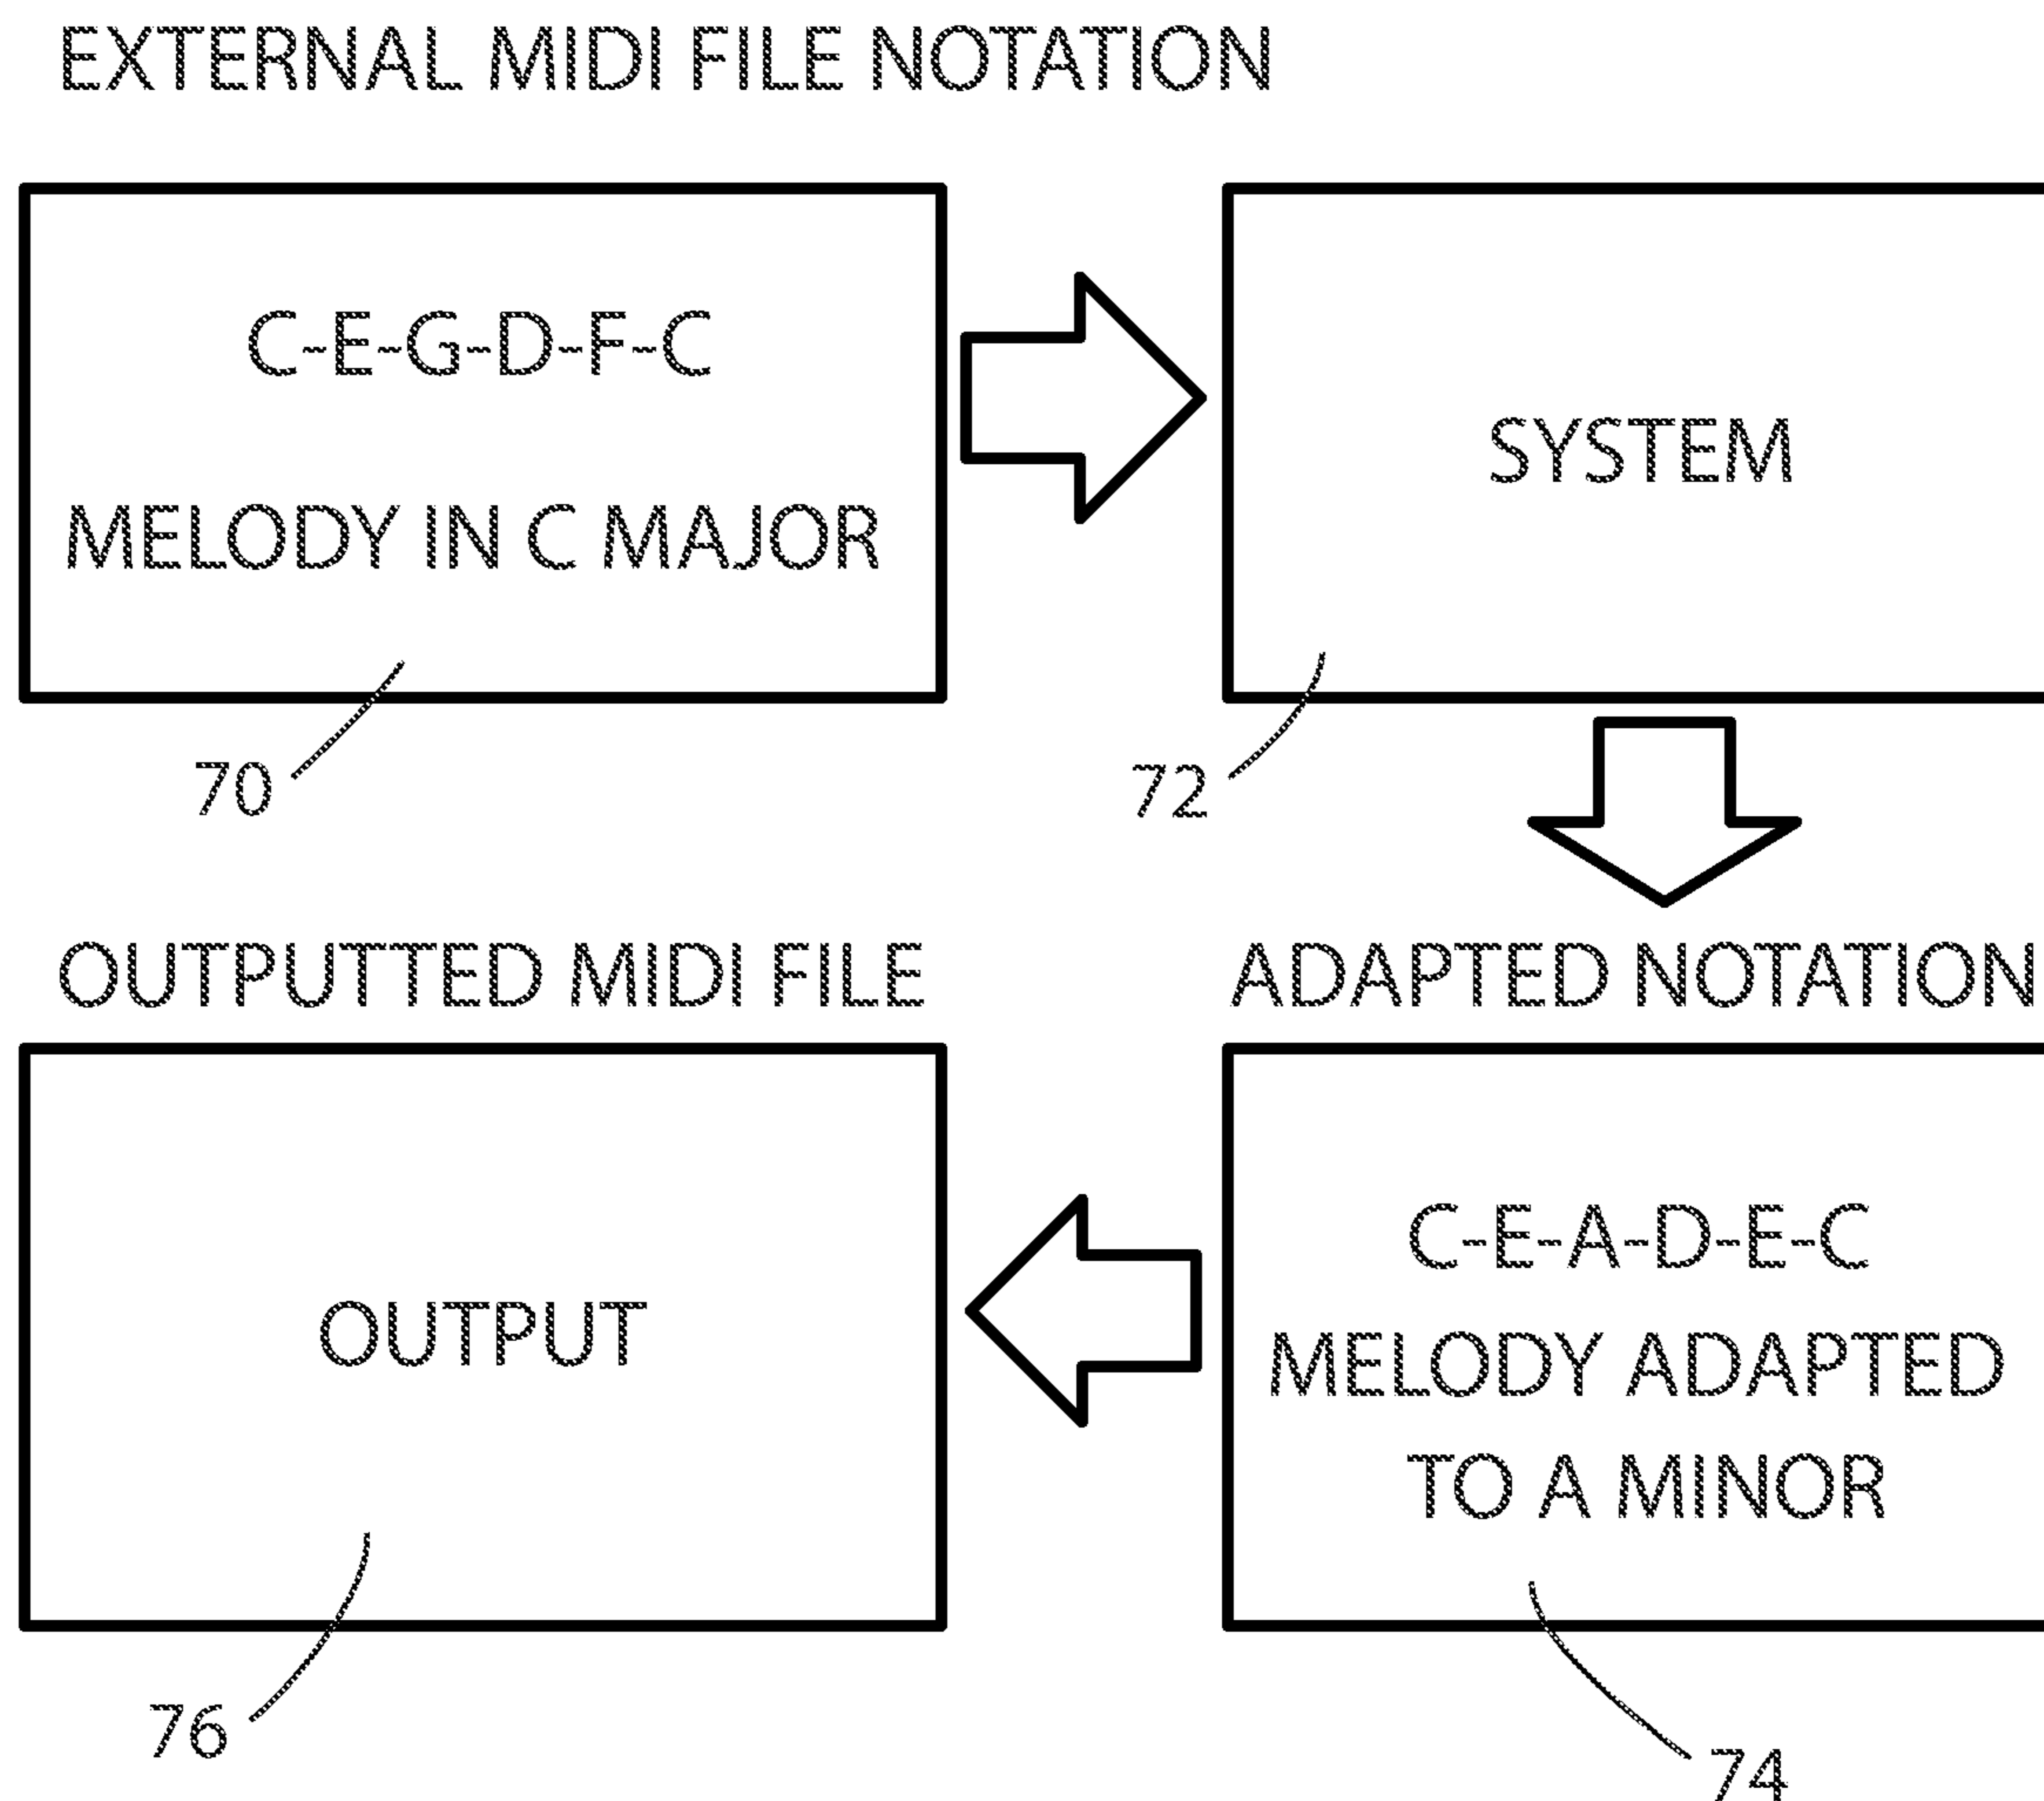 EXTERNAL MIDI FILE NOTATION
C-E-G-D-F-C
MELODY IN C MAJOR
70
SYSTEM
72
ADAPTED NOTATION
C-E-A-D-E-C
MELODY ADAPTED
TO A MINOR
74
OUTPUTTED MIDI FILE
OUTPUT
76